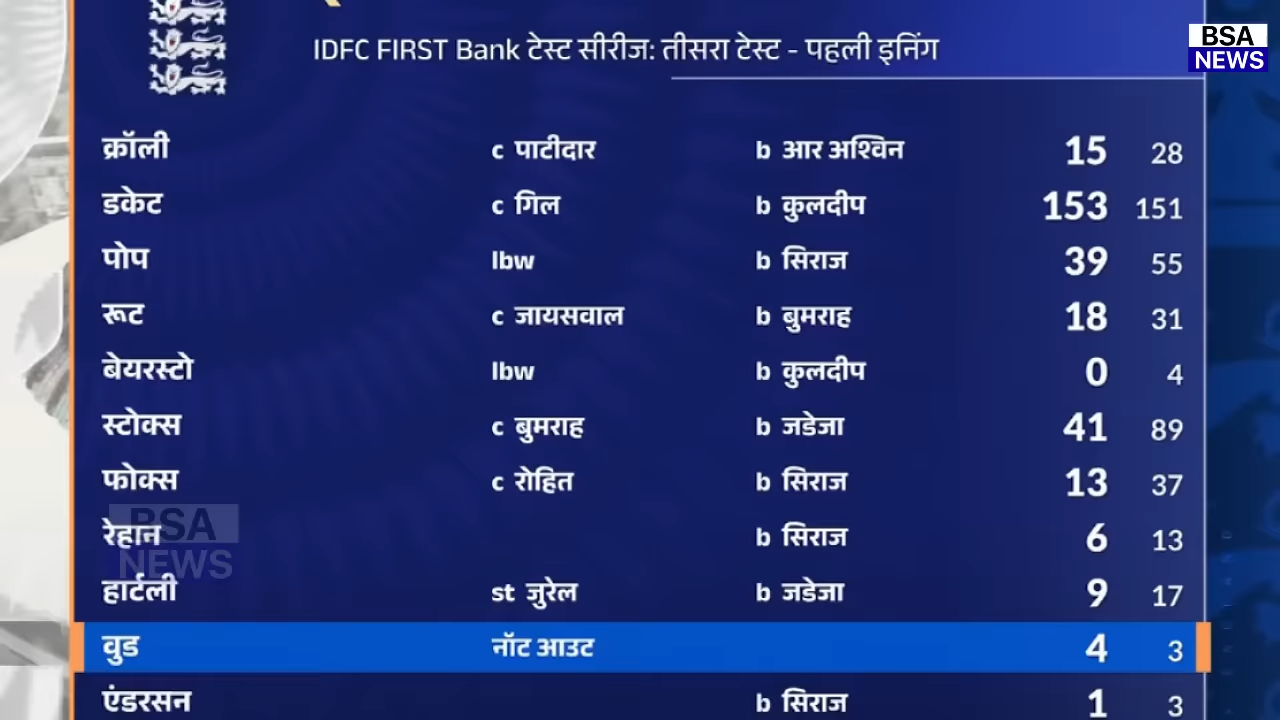 BSA
NEWS
IDFC FIRST Bank टेस्ट सीरीज: तीसरा टेस्ट - पहली इनिंग
क्रॉली c पाटीदार b आर अश्विन 15 28
डकेट c गिल b कुलदीप 153 151
पोप lbw b सिराज 39 55
रूट c जायसवाल b बुमराह 18 31
बेयरस्टो lbw b कुलदीप 0 4
स्टोक्स c बुमराह b जडेजा 41 89
फोक्स c रोहित b सिराज 13 37
BSA
रेहान b सिराज 6 13
NEWS
हार्टली st जुरेल b जडेजा 9 17
वुड नॉट आउट 4 3
एंडरसन b सिराज 1 3